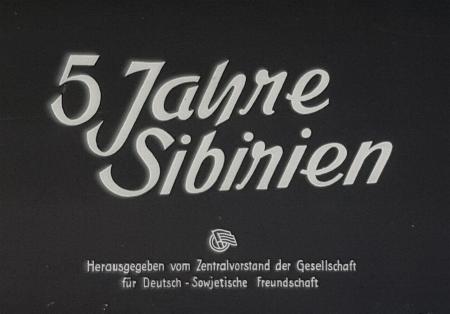 5 Jahre
Sibirien
Herausgegeben vom Zentralvorstand der Gesellschaft
für Deutsch-Sowjetische Freundschaft